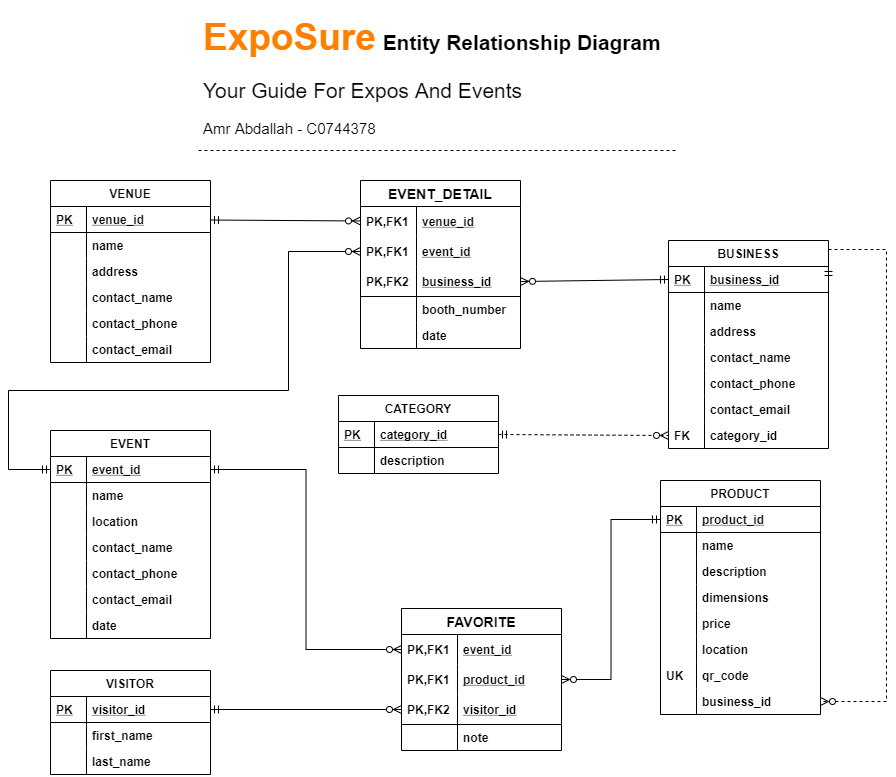 ExpoSure Entity Relationship Diagram
Your Guide For Expos And Events
Amr Abdallah - C0744378
VENUE
PK venue_id
name
address
contact_name
contact_phone
contact_email
EVENT_DETAIL
PK,FK1 venue_id
PK,FK1 event_id
PK,FK2 business_id
booth_number
date
BUSINESS
PK business_id
name
address
contact_name
contact_phone
contact_email
FK category_id
CATEGORY
PK category_id
description
EVENT
PK event_id
name
location
contact_name
contact_phone
contact_email
date
PRODUCT
PK product_id
name
description
dimensions
price
location
UK qr_code
business_id
FAVORITE
PK,FK1 event_id
PK,FK1 product_id
PK,FK2 visitor_id
note
VISITOR
PK visitor_id
first_name
last_name